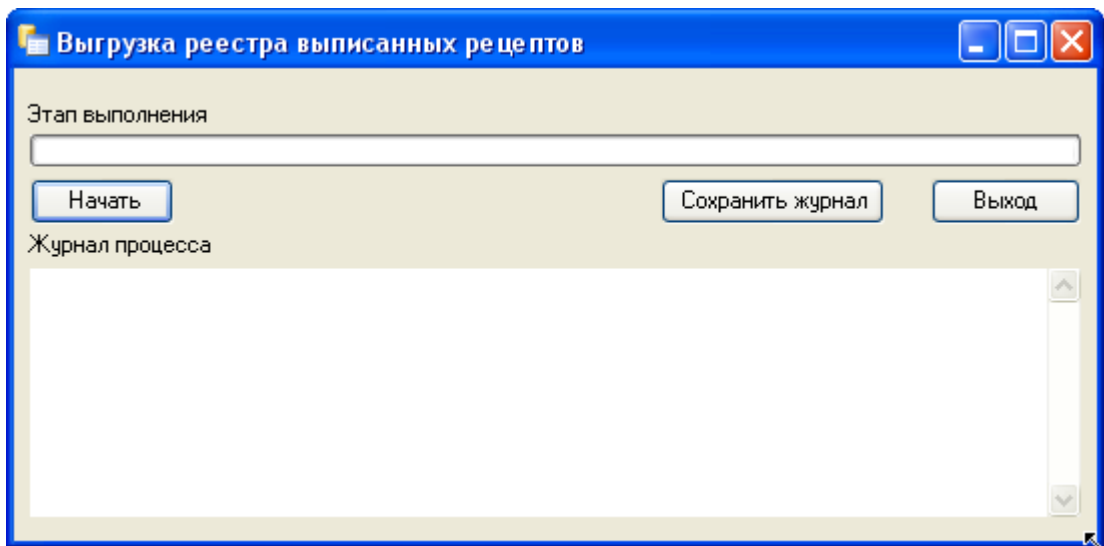 Выгрузка реестра выписанных рецептов
Этап выполнения
Начать Сохранить журнал Выход
Журнал процесса